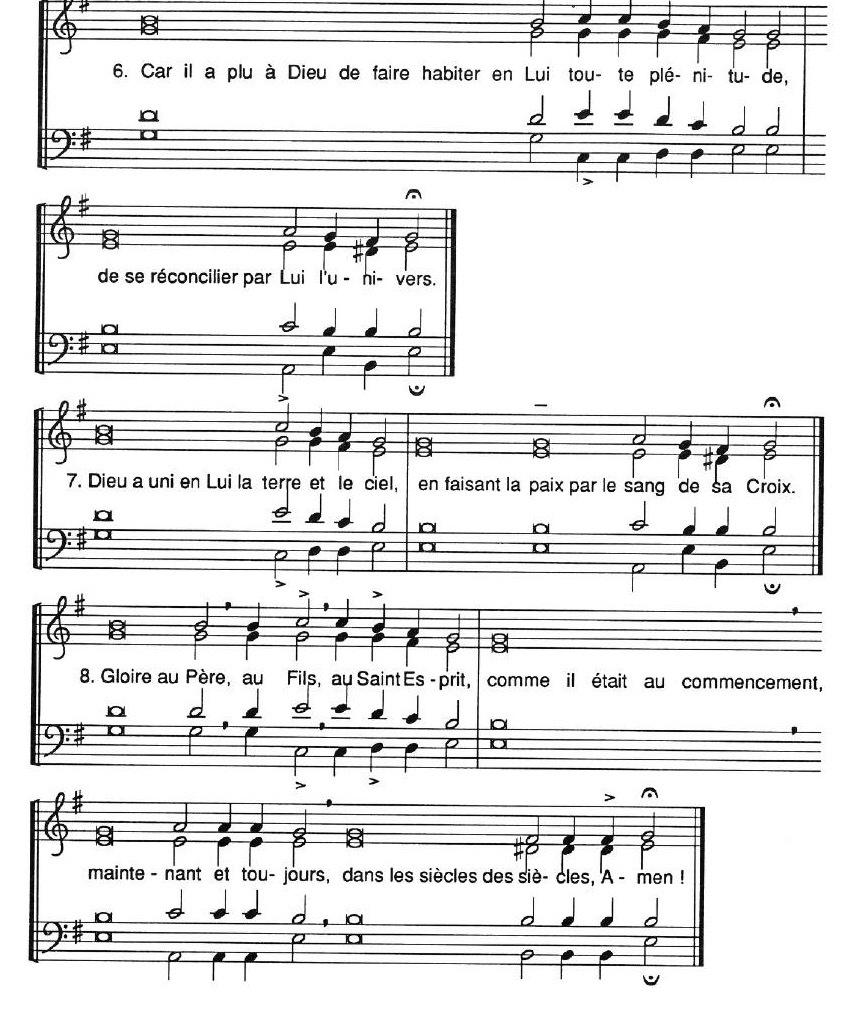 6. Car il a plu à Dieu de faire habiter en Lui tou- te plé- ni- tu- de,
de se réconcilier par Lui l'u - ni- vers.
7. Dieu a uni en Lui la terre et le ciel, en faisant la paix par le sang de sa Croix.
8. Gloire au Père, au Fils, au Saint Es - prit, comme il était au commencement,
mainte - nant et tou- jours, dans les siècles des siè- cles, A - men !